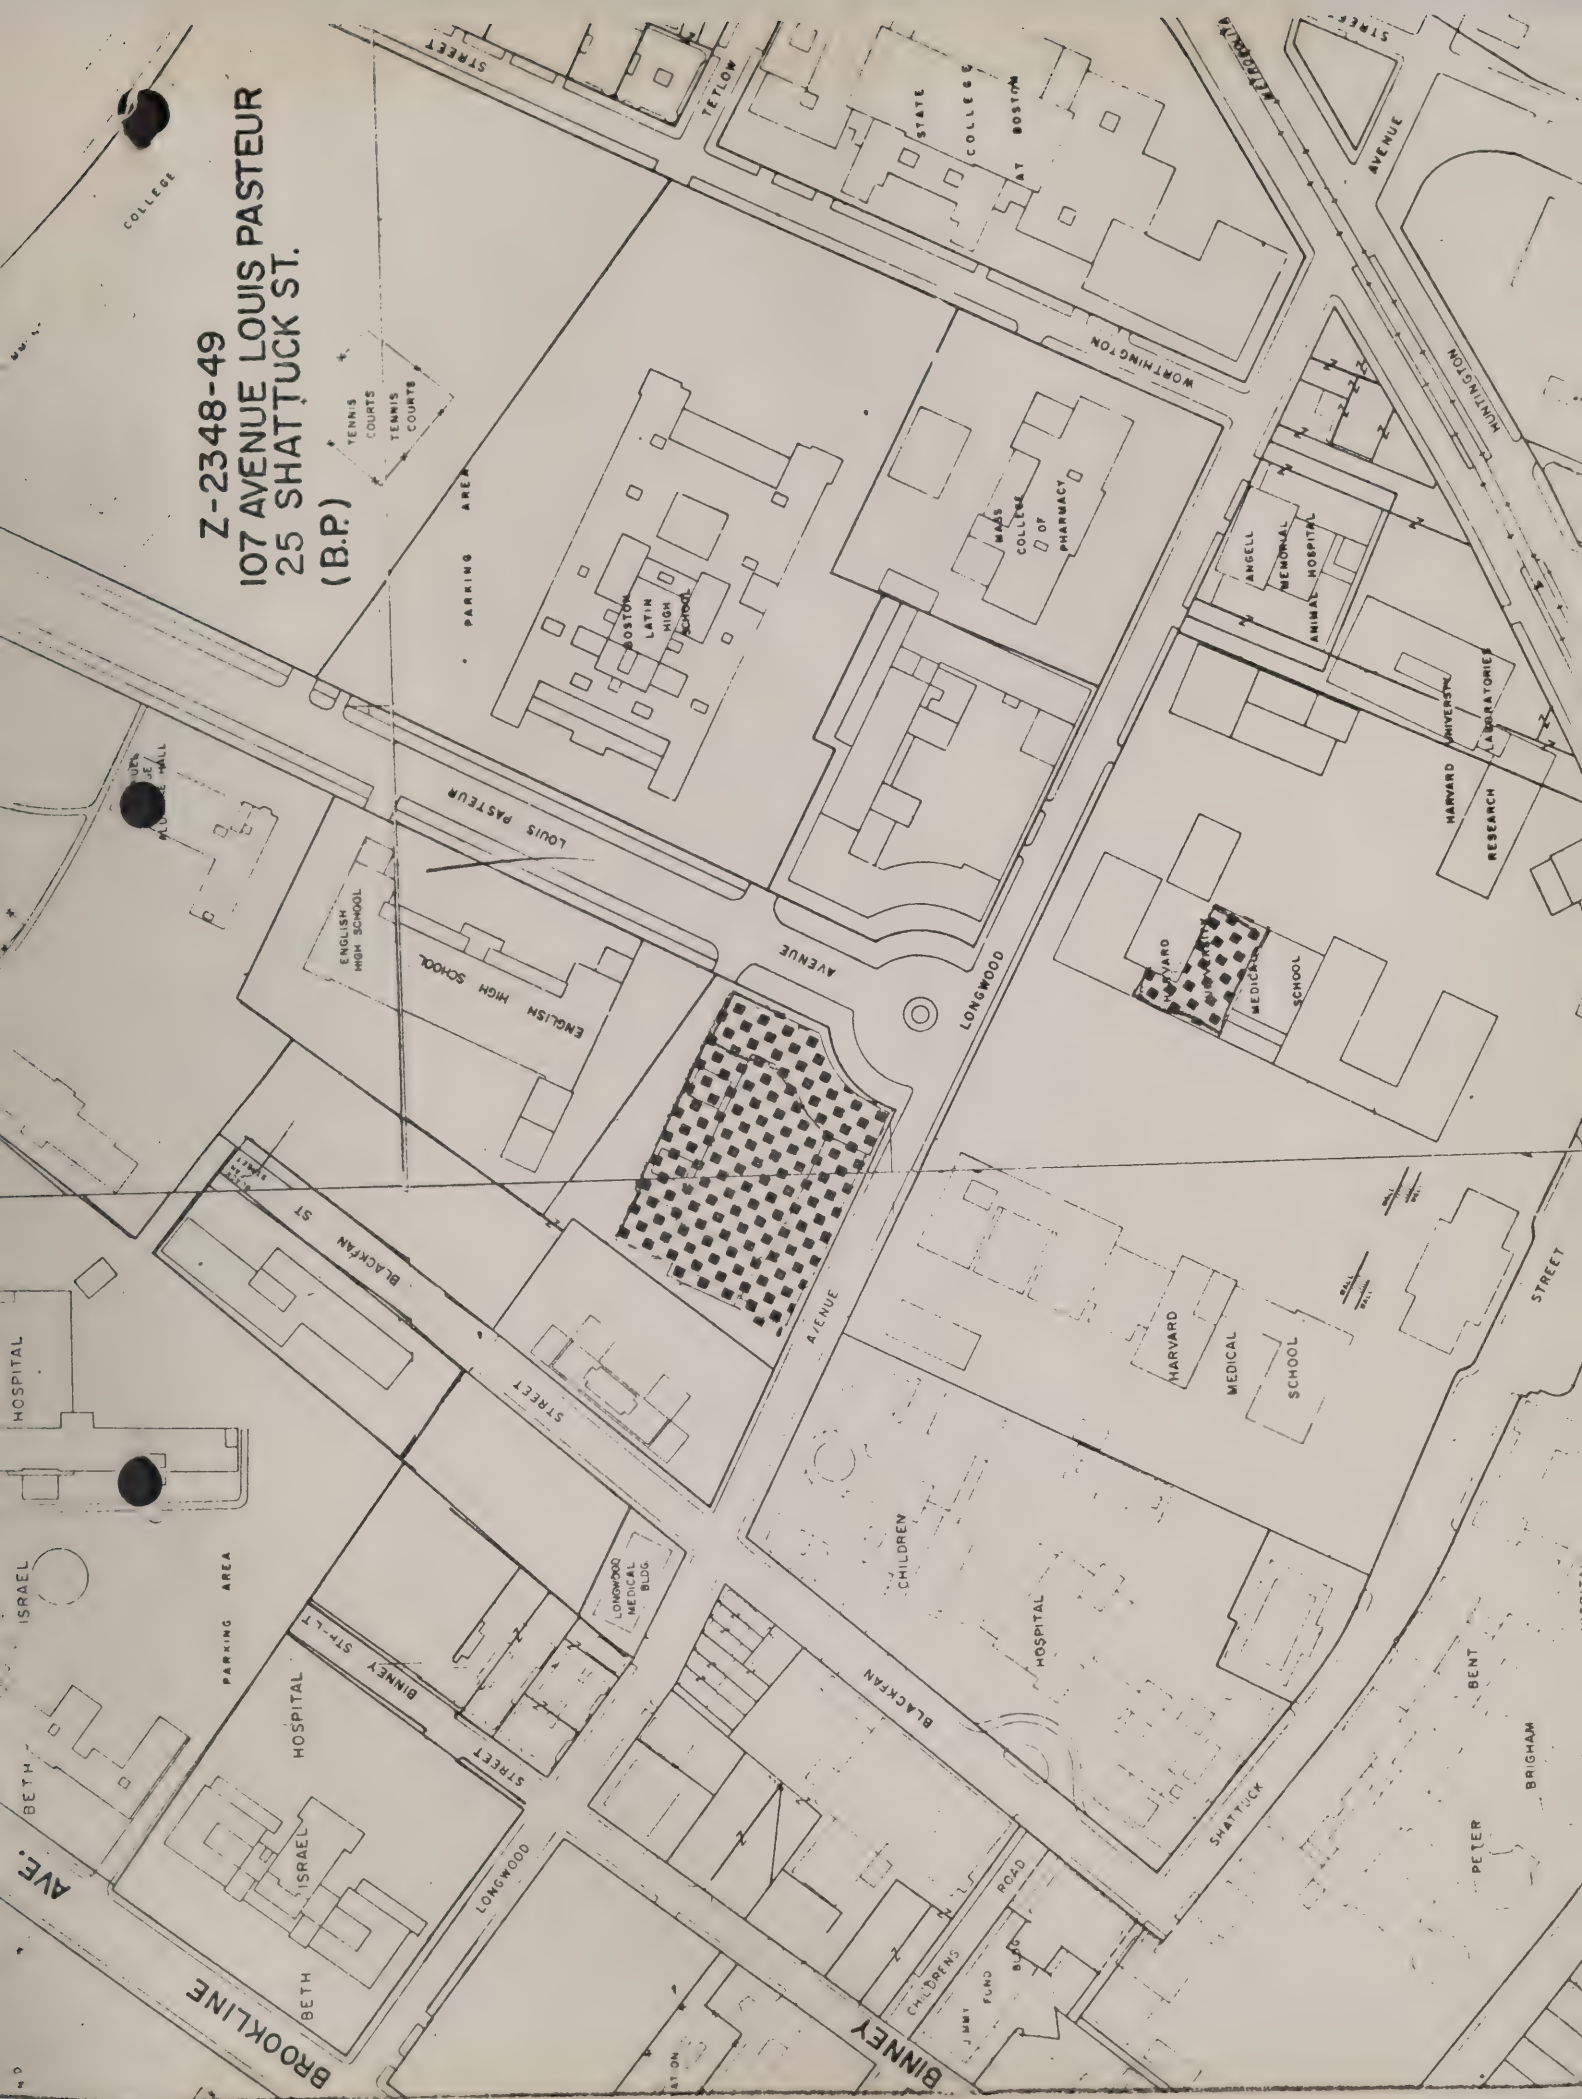 Z-2348-49
107 AVENUE LOUIS PASTEUR
25 SHATTUCK ST.
(B.P.)
COLLEGE
STREET
TETLOW
STATE
COLLEGE
AT BOSTON
STREET
AVENUE
HUNTINGTON
WORTHINGTON
TENNIS
COURTS
TENNIS
COURTS
PARKING AREA
BOSTON
LATIN
HIGH
SCHOOL
MASS
COLLEGE
OF
PHARMACY
ANGELL
MEMORIAL
ANIMAL HOSPITAL
HARVARD UNIVERSITY
RESEARCH LABORATORIES
HALL
LOUIS PASTEUR
AVENUE
ENGLISH
HIGH SCHOOL
ENGLISH HIGH SCHOOL
LONGWOOD
AVENUE
HARVARD
UNIVERSITY
MEDICAL
SCHOOL
HARVARD
MEDICAL
SCHOOL
STREET
BLACKFAN ST
STREET
HOSPITAL
ISRAEL
BETH
PARKING AREA
LONGWOOD
MEDICAL
BLDG.
BINNEY
STREET
HOSPITAL
ISRAEL
BETH
BROOKLINE
AVE.
LONGWOOD
CHILDREN
HOSPITAL
BLACKFAN
SHATTUCK
BENT
BRIGHAM
PETER
CHILDRENS ROAD
JIMMY FUND BLDG
BINNEY